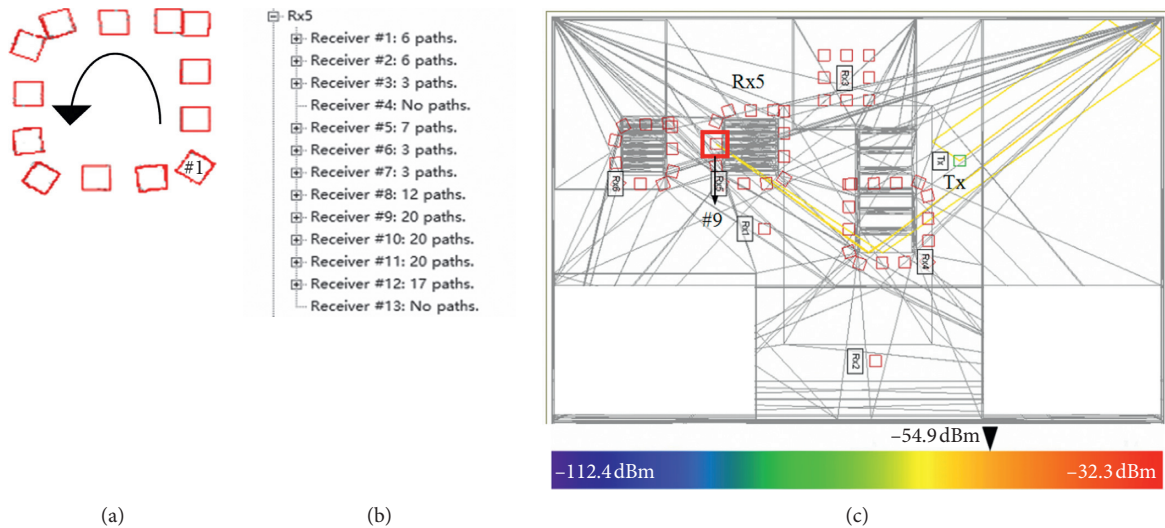 #1
(a)
Rx5
Receiver #1: 6 paths.
Receiver #2: 6 paths.
Receiver #3: 3 paths.
Receiver #4: No paths.
Receiver #5: 7 paths.
Receiver #6: 3 paths.
Receiver #7: 3 paths.
Receiver #8: 12 paths.
Receiver #9: 20 paths.
Receiver #10: 20 paths.
Receiver #11: 20 paths.
Receiver #12: 17 paths.
Receiver #13: No paths.
(b)
Rx5
Rx3
Tx
Tx
Rx6
Rx5
#9
Rx1
Rx4
Rx2
−54.9 dBm
−112.4 dBm
−32.3 dBm
(c)